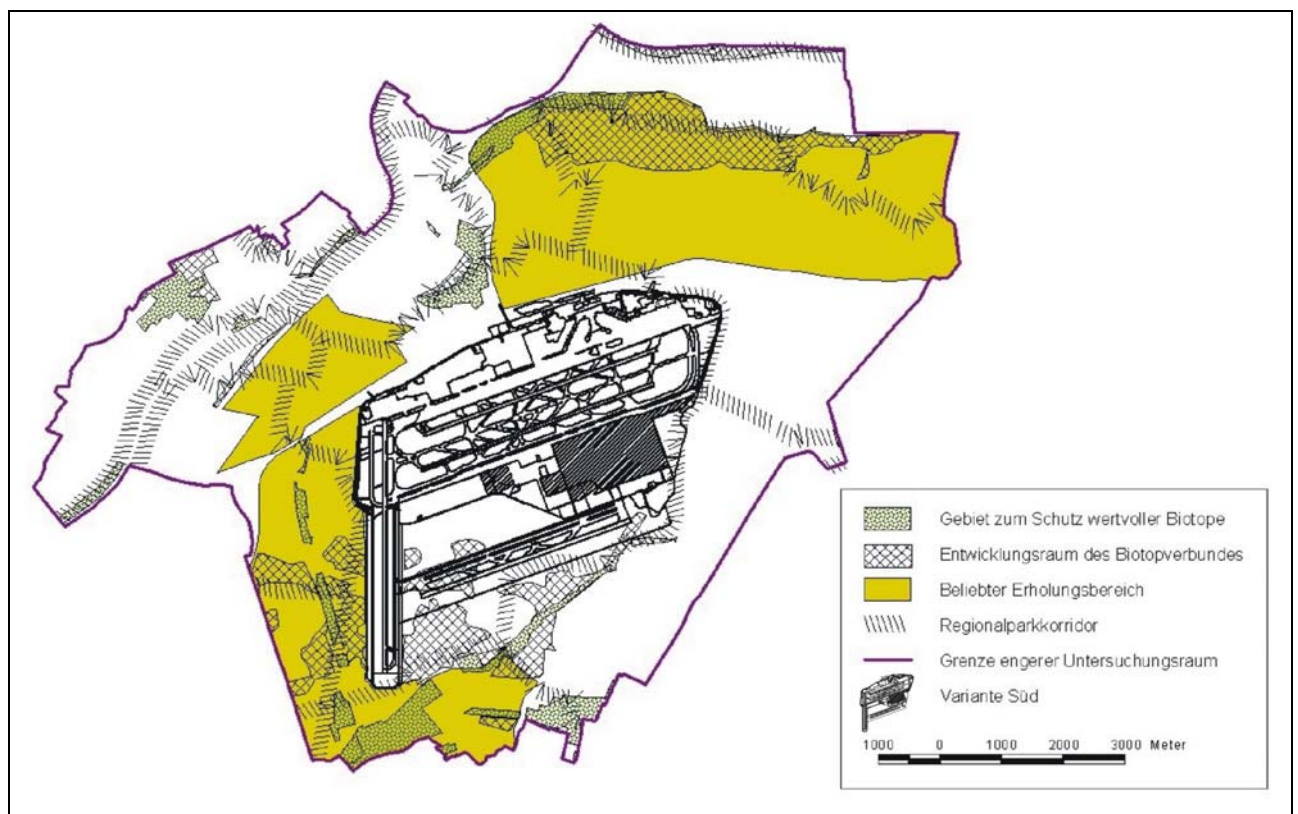 Gebiet zum Schutz wertvoller Biotope
Entwicklungsraum des Biotopverbundes
Beliebter Erholungsbereich
Regionalparkkorridor
Grenze engerer Untersuchungsraum
Variante Süd
1000 0 1000 2000 3000 Meter